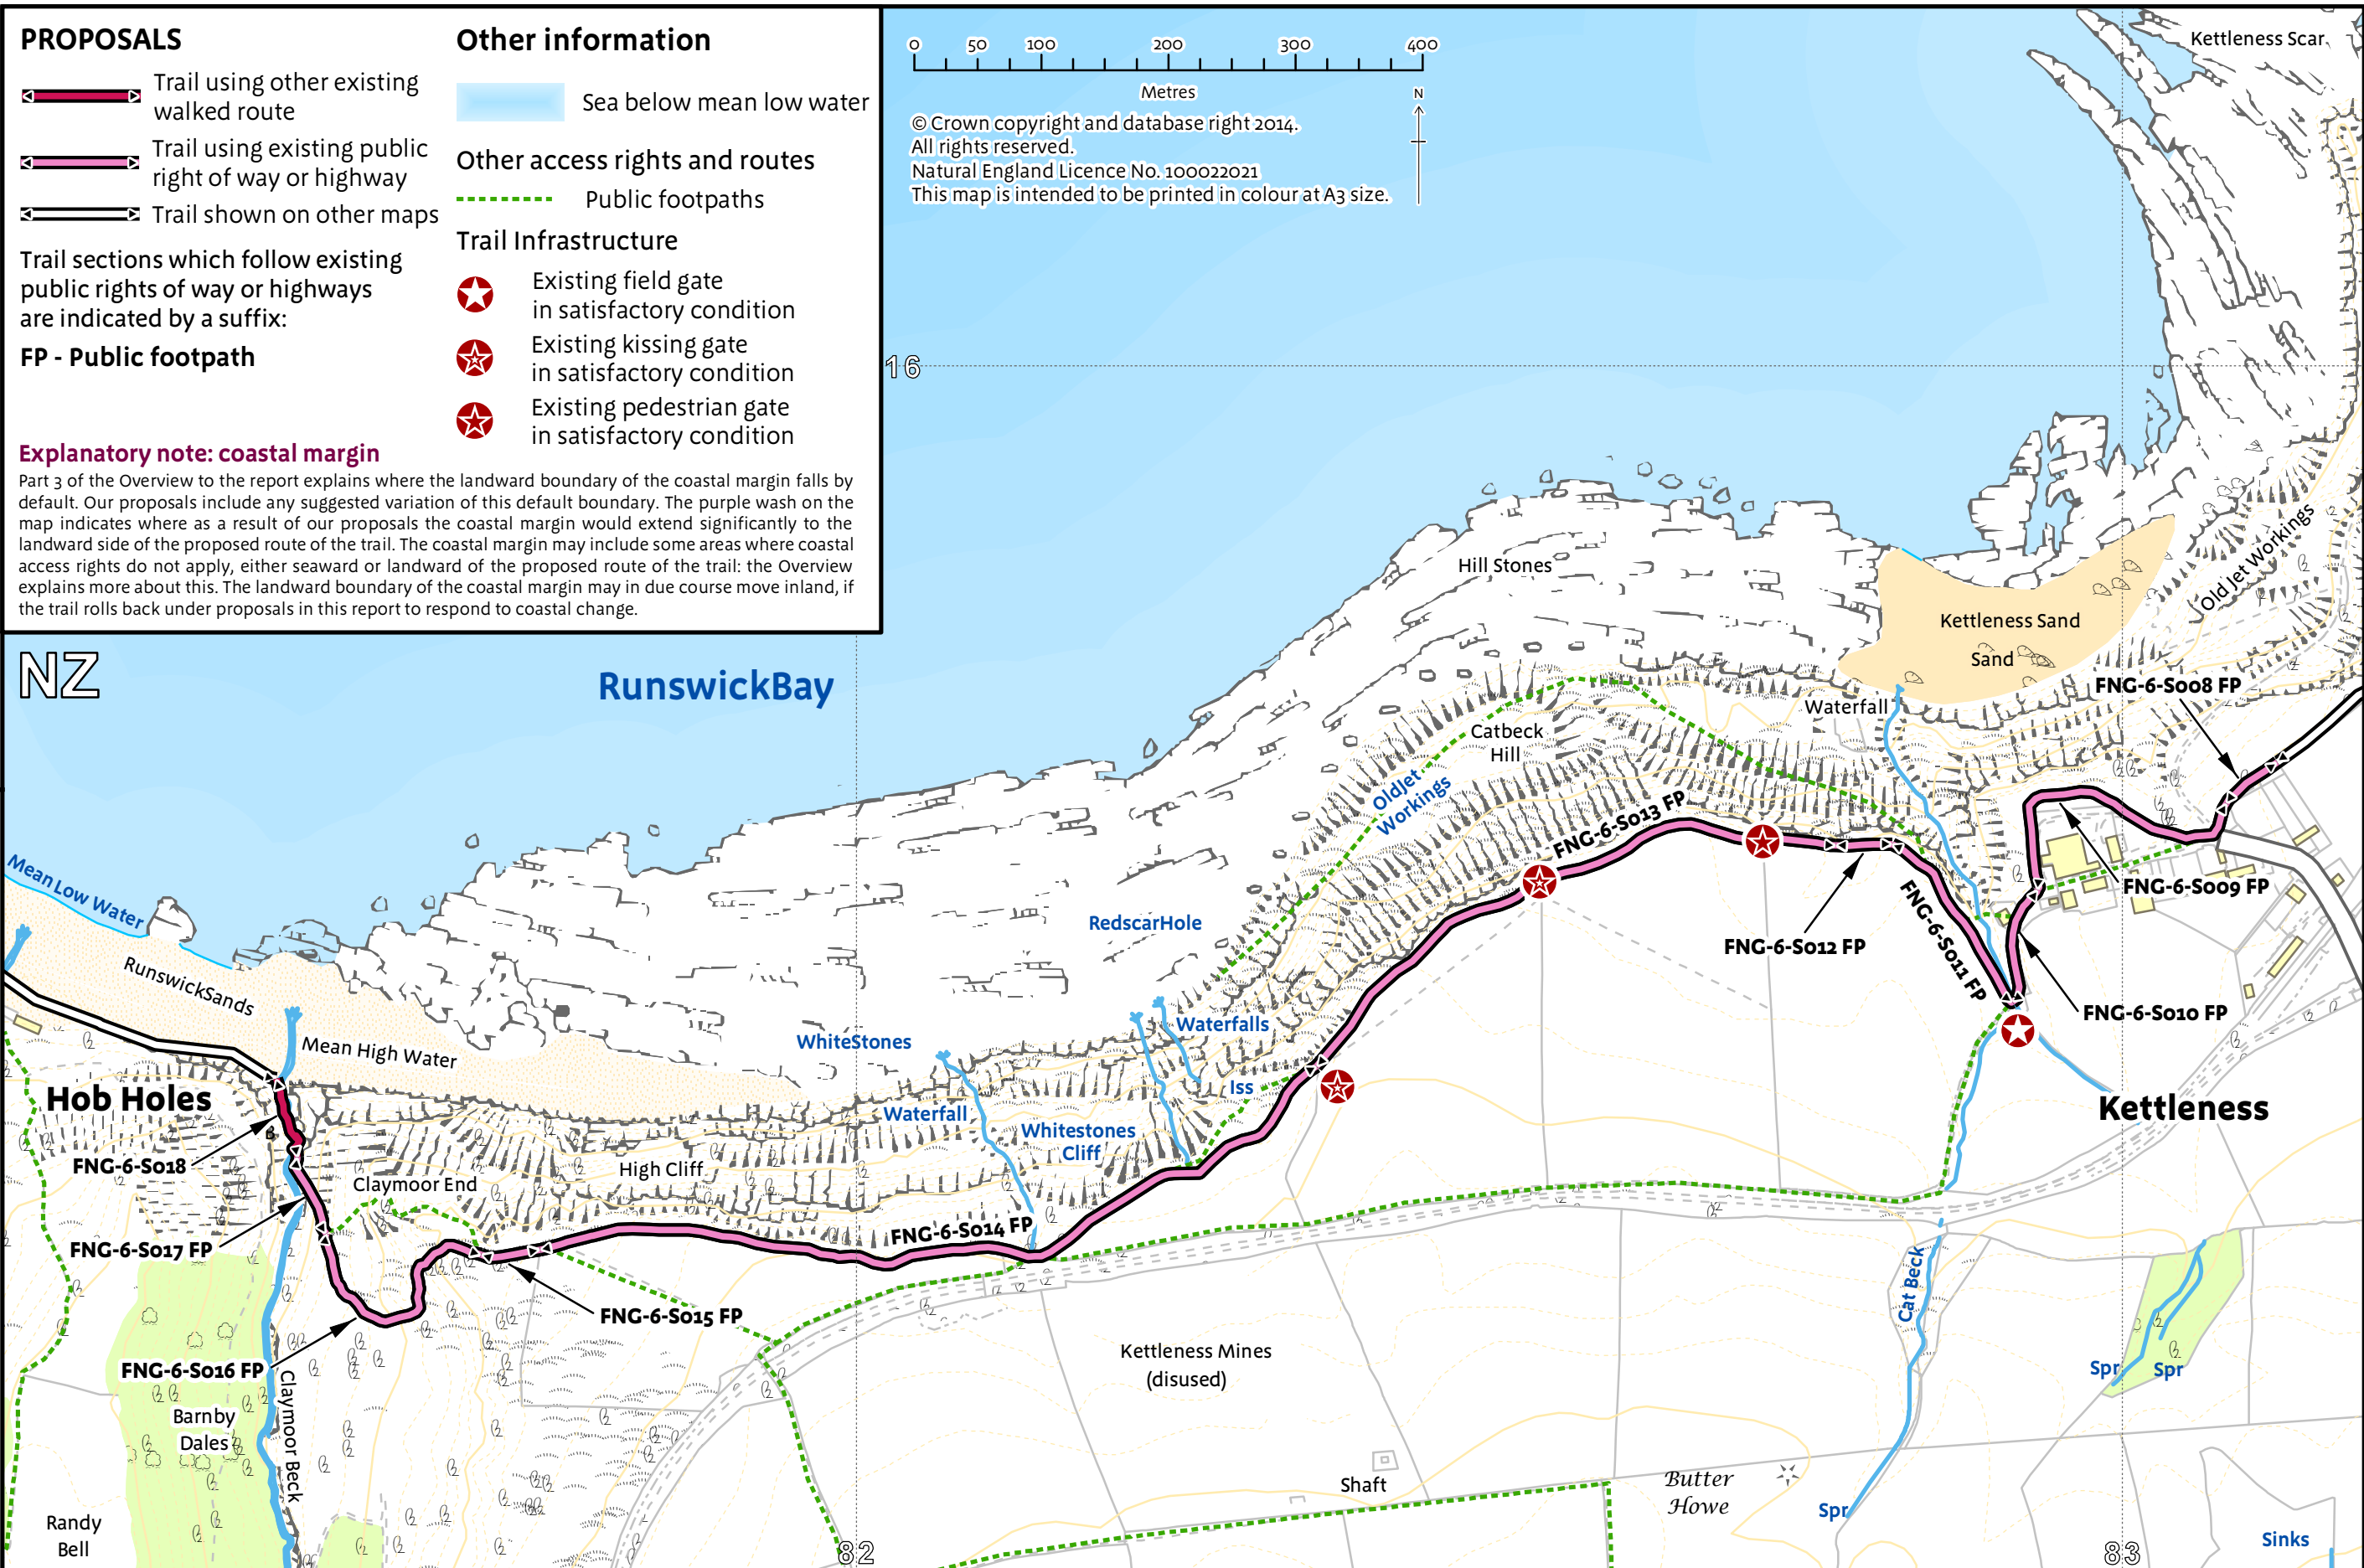 PROPOSALS
Trail using other existing
walked route
Trail using existing public
right of way or highway
Trail shown on other maps
Trail sections which follow existing
public rights of way or highways
are indicated by a suffix:
FP - Public footpath
Other information
Sea below mean low water
Other access rights and routes
Public footpaths
Trail Infrastructure
Existing field gate
in satisfactory condition
Existing kissing gate
in satisfactory condition
Existing pedestrian gate
in satisfactory condition
Explanatory note: coastal margin
Part 3 of the Overview to the report explains where the landward boundary of the coastal margin falls by
default. Our proposals include any suggested variation of this default boundary. The purple wash on the
map indicates where as a result of our proposals the coastal margin would extend significantly to the
landward side of the proposed route of the trail. The coastal margin may include some areas where coastal
access rights do not apply, either seaward or landward of the proposed route of the trail: the Overview
explains more about this. The landward boundary of the coastal margin may in due course move inland, if
the trail rolls back under proposals in this report to respond to coastal change.
0 50 100 200 300 400
Metres
N
© Crown copyright and database right 2014.
All rights reserved.
Natural England Licence No. 100022021
This map is intended to be printed in colour at A3 size.
Kettleness Scar
16
NZ
RunswickBay
Hill Stones
Old Jet Workings
Kettleness Sand
Sand
FNG-6-S008 FP
Waterfall
Catbeck
Hill
OldJet
Workings
FNG-6-S013 FP
Mean Low Water
FNG-6-S009 FP
RedscarHole
FNG-6-S012 FP
FNG-6-S011 FP
RunswickSands
FNG-6-S010 FP
Waterfalls
WhiteStones
Mean High Water
Iss
Hob Holes
Kettleness
Waterfall
Whitestones
Cliff
FNG-6-S018
High Cliff
Claymoor End
FNG-6-S014 FP
FNG-6-S017 FP
Cat Beck
FNG-6-S015 FP
Kettleness Mines
(disused)
FNG-6-S016 FP
Spr
Spr
Claymoor Beck
Barnby
Dales
Shaft
Butter
Howe
Spr
Randy
Bell
Sinks
82
83